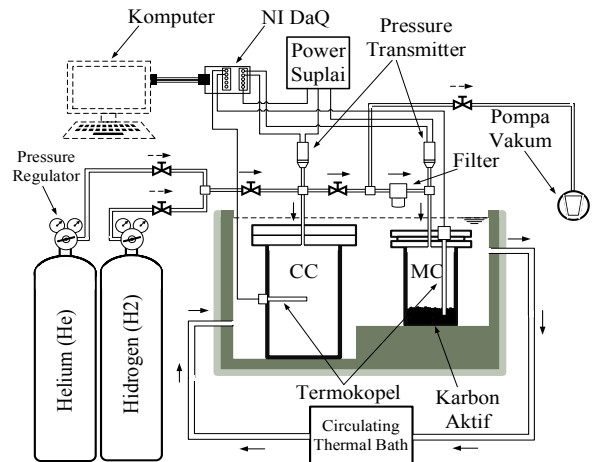 Komputer
NI DaQ
Power
Suplai
Pressure
Transmitter
Pompa
Vakum
Pressure
Regulator
Filter
CC
MC
Helium (He)
Hidrogen (H2)
Termokopel
Karbon
Aktif
Circulating
Thermal Bath